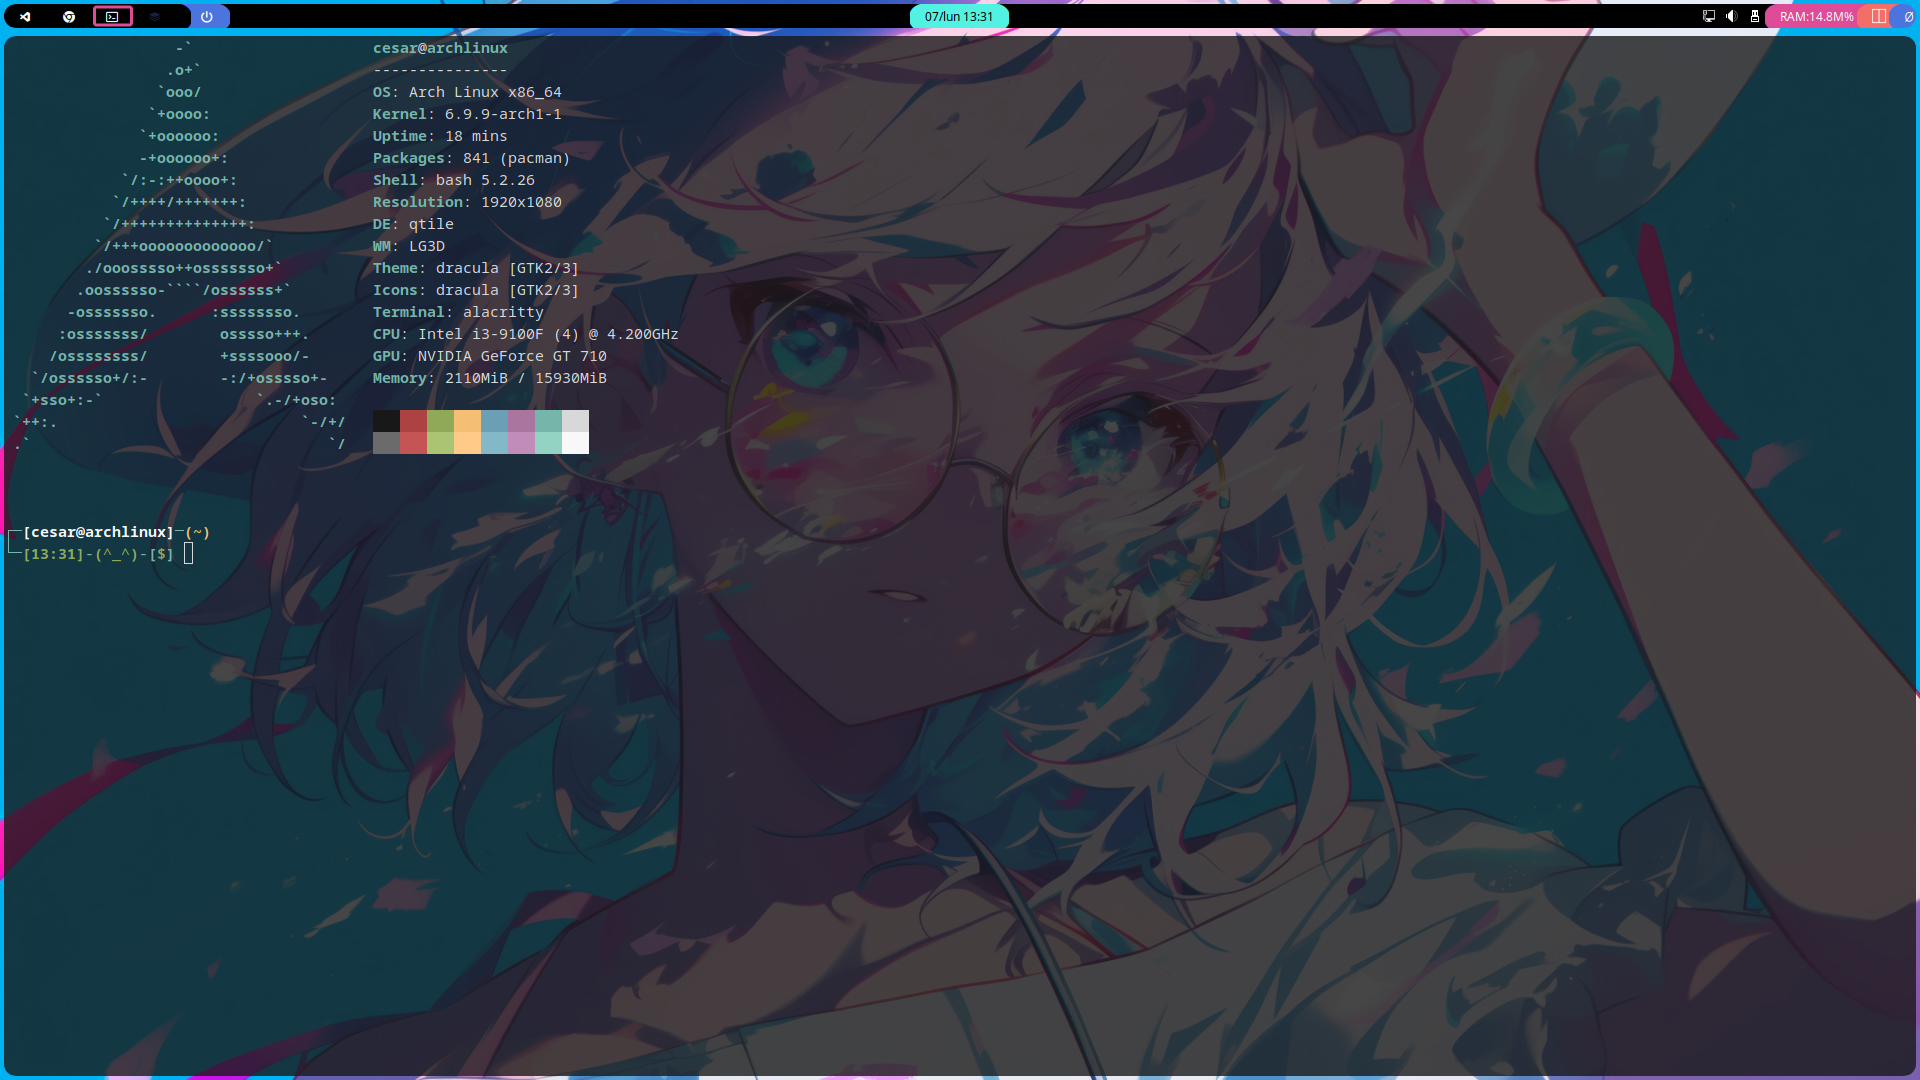 07/lun 13:31
RAM:14.8M%
-`                    cesar@archlinux
.o+`                   ---------------
`ooo/                  OS: Arch Linux x86_64
`+oooo:                 Kernel: 6.9.9-arch1-1
`+oooooo:                Uptime: 18 mins
-+oooooo+:               Packages: 841 (pacman)
`/:-:++oooo+:              Shell: bash 5.2.26
`/++++/+++++++:             Resolution: 1920x1080
`/++++++++++++++:            DE: qtile
`/+++ooooooooooooo/`          WM: LG3D
./ooosssso++osssssso+`         Theme: dracula [GTK2/3]
.oossssso-````/ossssss+`        Icons: dracula [GTK2/3]
-osssssso.      :ssssssso.       Terminal: alacritty
:osssssss/        osssso+++.      CPU: Intel i3-9100F (4) @ 4.200GHz
/ossssssss/        +ssssooo/-      GPU: NVIDIA GeForce GT 710
`/ossssso+/:-        -:/+osssso+-    Memory: 2110MiB / 15930MiB
`+sso+:-`                 `.-/+oso:
`++:.                           `-/+/
.`                                 `/
┌─[cesar@archlinux]─(~)
└─[13:31]-(^_^)-[$]